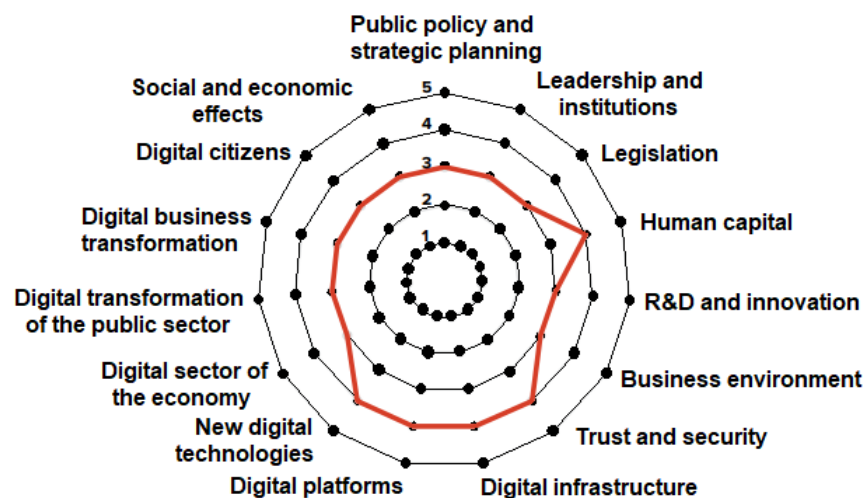 Public policy and
strategic planning
Social and economic
effects
Leadership and
institutions
5
4
3
2
1
Digital citizens
Legislation
Digital business
transformation
Human capital
Digital transformation
of the public sector
R&D and innovation
Digital sector of
the economy
Business environment
New digital
technologies
Trust and security
Digital platforms
Digital infrastructure